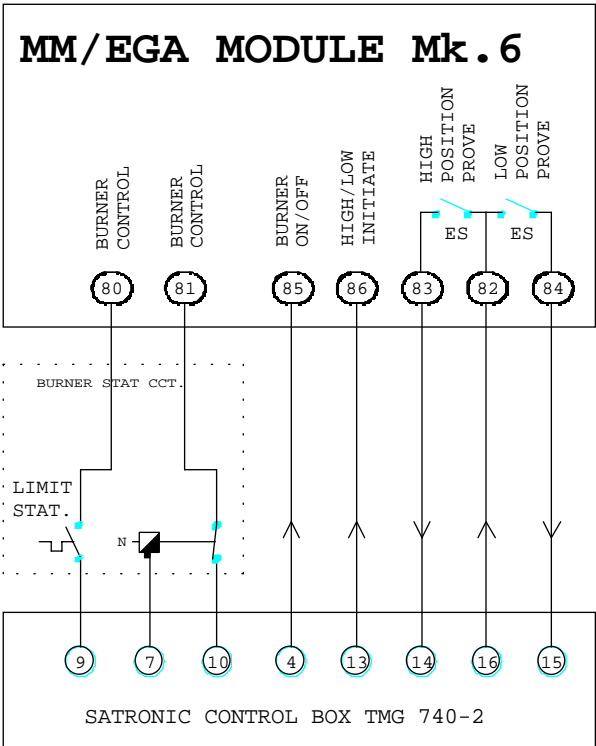 MM/EGA MODULE Mk.6
BURNER
CONTROL
BURNER
CONTROL
BURNER
ON/OFF
HIGH/LOW
INITIATE
HIGH
POSITION
PROVE
LOW
POSITION
PROVE
ES ES
80 81 85 86 83 82 84
BURNER STAT CCT.
LIMIT
STAT.
N
9 7 10 4 13 14 16 15
SATRONIC CONTROL BOX TMG 740-2